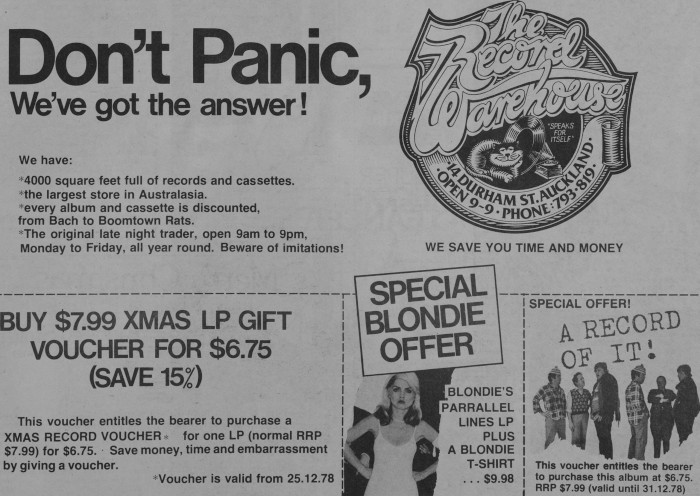 Don't Panic,
We've got the answer!
We have:
*4000 square feet full of records and cassettes.
*the largest store in Australasia.
*every album and cassette is discounted,
from Bach to Boomtown Rats.
*The original late night trader, open 9am to 9pm,
Monday to Friday, all year round. Beware of imitations!
The
Record
Warehouse
"SPEAKS
FOR
ITSELF"
14 DURHAM ST. AUCKLAND.
OPEN 9-9 · PHONE: 793-819.
WE SAVE YOU TIME AND MONEY
BUY $7.99 XMAS LP GIFT
VOUCHER FOR $6.75
(SAVE 15%)
This voucher entitles the bearer to purchase a
XMAS RECORD VOUCHER* for one LP (normal RRP
$7.99) for $6.75. Save money, time and embarrassment
by giving a voucher.
*Voucher is valid from 25.12.78
SPECIAL
BLONDIE
OFFER
BLONDIE'S
PARRALLEL
LINES LP
PLUS
A BLONDIE
T-SHIRT
. . . $9.98
SPECIAL OFFER!
A RECORD
OF IT!
This voucher entitles the bearer
to purchase this album at $6.75.
RRP $7.99 (valid until 31.12.78)